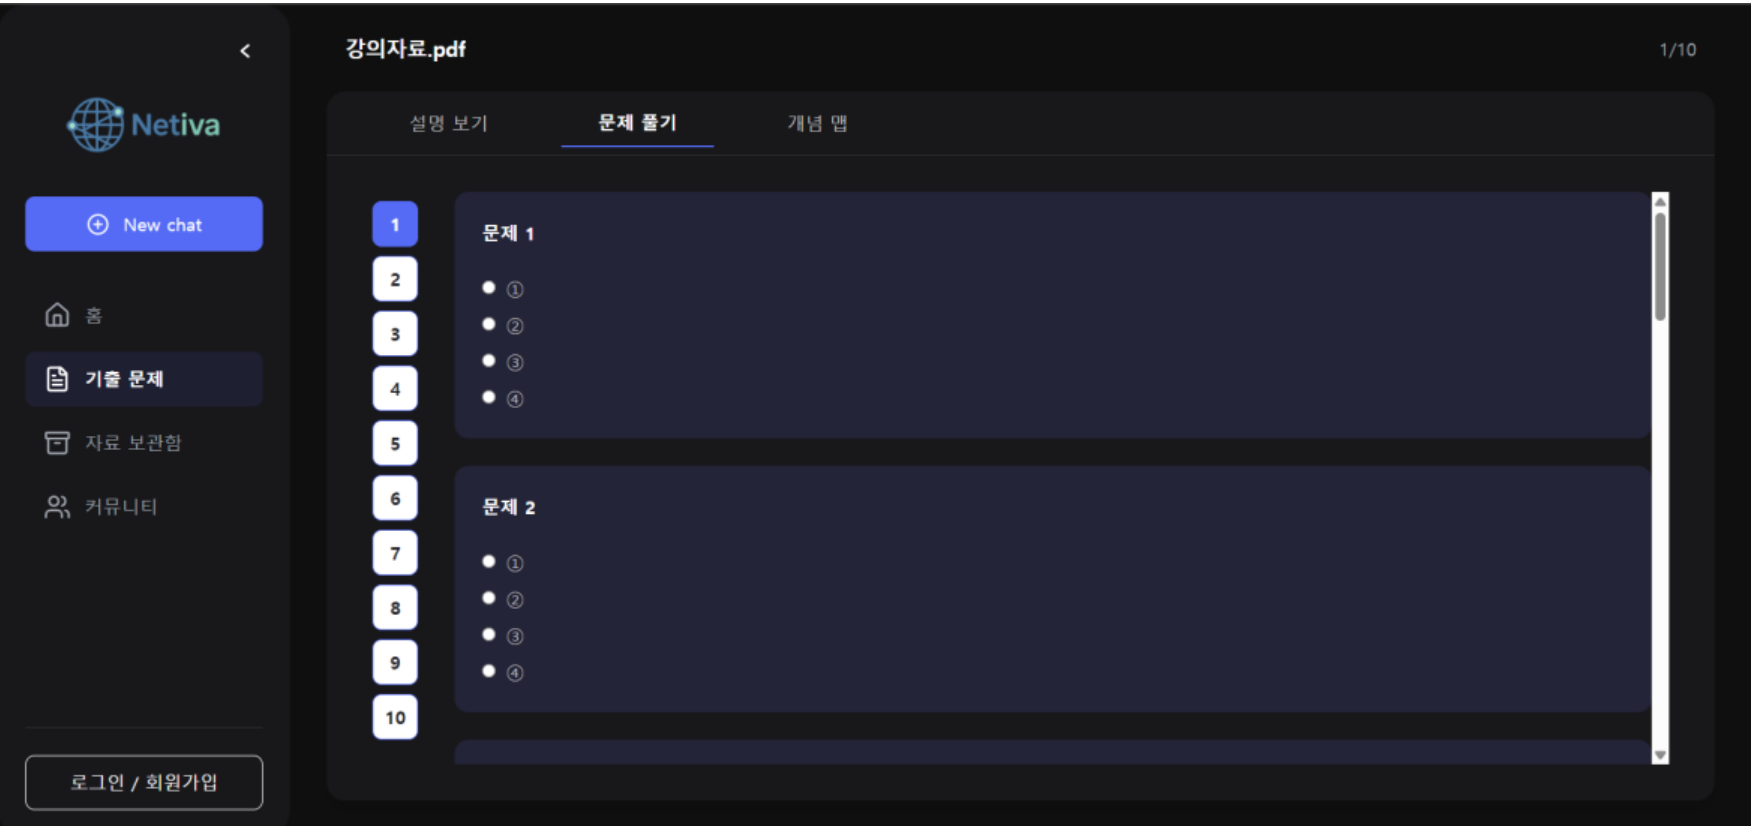 강의자료.pdf
1/10
Netiva
New chat
홈
기출 문제
자료 보관함
커뮤니티
로그인 / 회원가입
설명 보기
문제 풀기
개념 맵
1
2
3
4
5
6
7
8
9
10
문제 1
①
②
③
④
문제 2
①
②
③
④